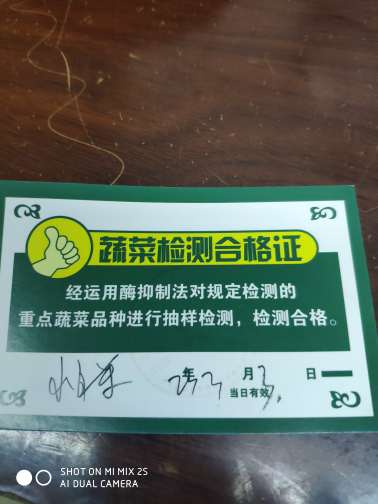 蔬菜检测合格证
经运用酶抑制法对规定检测的
重点蔬菜品种进行抽样检测，检测合格。
年 月 日
当日有效
SHOT ON MI MIX 2S
AI DUAL CAMERA